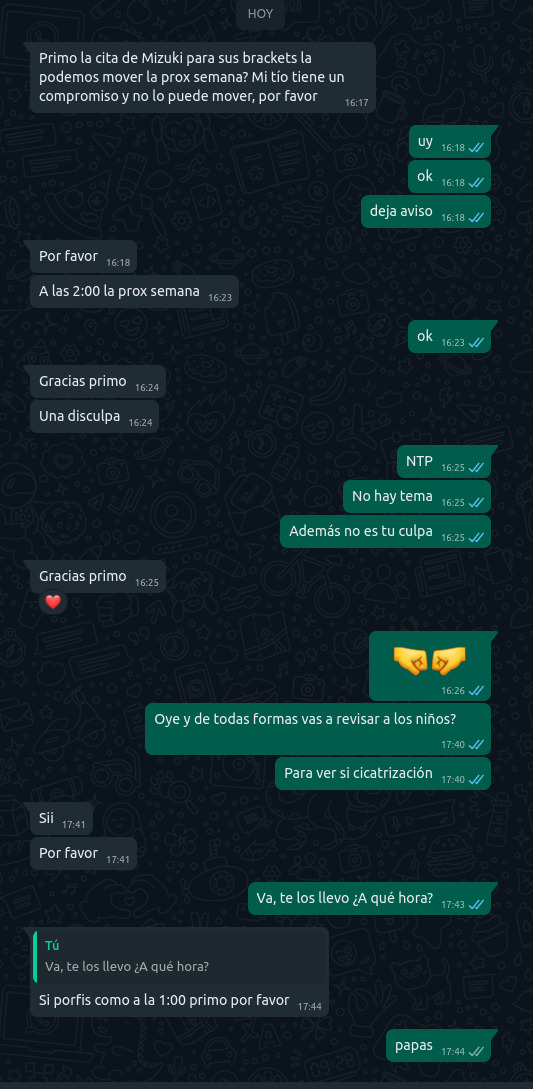 HOY
Primo la cita de Mizuki para sus brackets la
podemos mover la prox semana? Mi tío tiene un
compromiso y no lo puede mover, por favor 16:17
uy 16:18
ok 16:18
deja aviso 16:18
Por favor 16:18
A las 2:00 la prox semana 16:23
ok 16:23
Gracias primo 16:24
Una disculpa 16:24
NTP 16:25
No hay tema 16:25
Además no es tu culpa 16:25
Gracias primo 16:25
16:26
Oye y de todas formas vas a revisar a los niños?
17:40
Para ver si cicatrización 17:40
Sii 17:41
Por favor 17:41
Va, te los llevo ¿A qué hora? 17:43
Tú
Va, te los llevo ¿A qué hora?
Si porfis como a la 1:00 primo por favor 17:44
papas 17:44